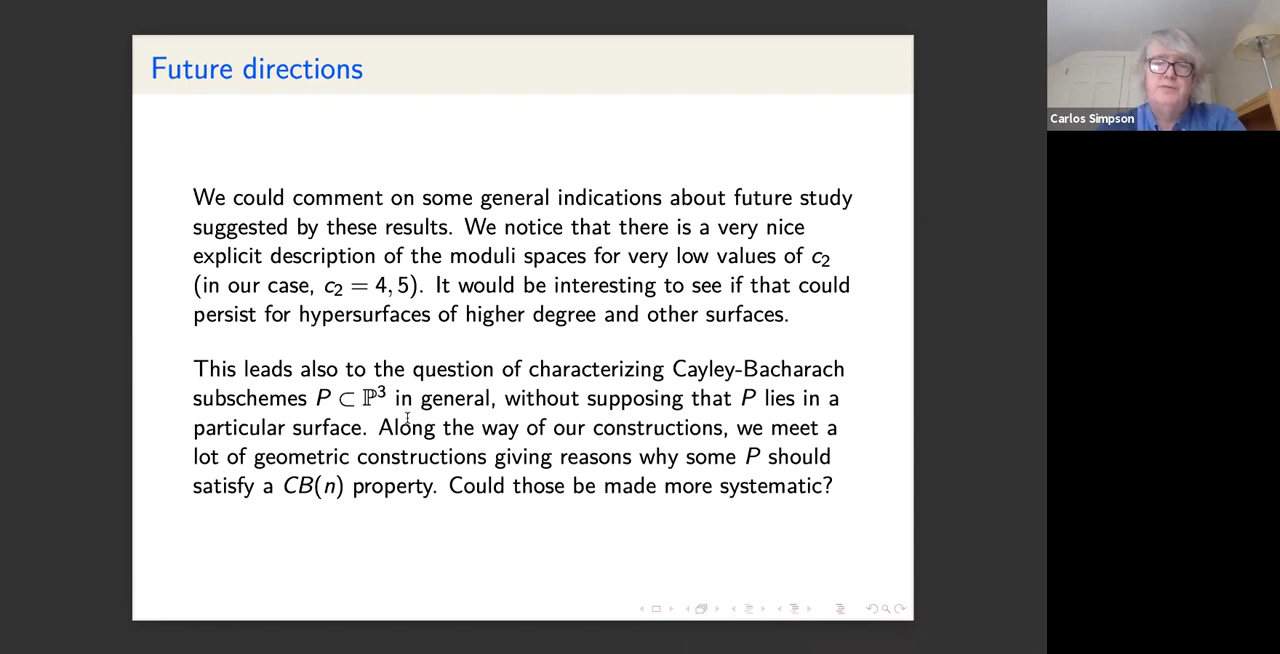 Future directions
We could comment on some general indications about future study
suggested by these results. We notice that there is a very nice
explicit description of the moduli spaces for very low values of c₂
(in our case, c₂ = 4, 5). It would be interesting to see if that could
persist for hypersurfaces of higher degree and other surfaces.
This leads also to the question of characterizing Cayley-Bacharach
subschemes P ⊂ ℙ³ in general, without supposing that P lies in a
particular surface. Along the way of our constructions, we meet a
lot of geometric constructions giving reasons why some P should
satisfy a CB(n) property. Could those be made more systematic?
Carlos Simpson